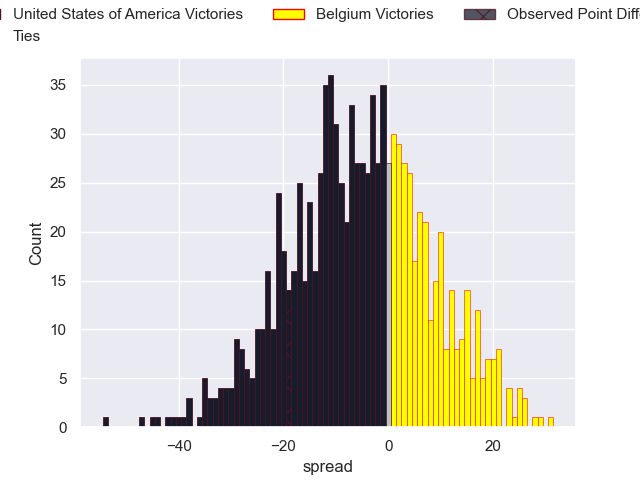 United States of America Victories Belgium Victories Observed Point Diff
Ties
35
30
25
20
15
10
5
0
Count
−40 −20 0 20
spread